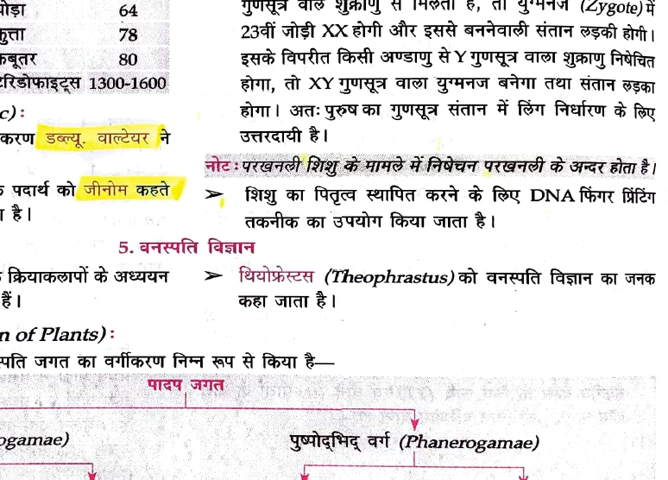 घोड़ा 64
कुत्ता 78
कबूतर 80
टेरिडोफाइट्स 1300-1600
c) :
करण डब्ल्यू. वाल्टेयर ने
पदार्थ को जीनोम कहते
है।
गुणसूत्र वाले शुक्राणु से मिलता है, तो युग्मनज (Zygote) में
23वीं जोड़ी XX होगी और इससे बननेवाली संतान लड़की होगी।
इसके विपरीत किसी अण्डाणु से Y गुणसूत्र वाला शुक्राणु निषेचित
होगा, तो XY गुणसूत्र वाला युग्मनज बनेगा तथा संतान लड़का
होगा। अतः पुरुष का गुणसूत्र संतान में लिंग निर्धारण के लिए
उत्तरदायी है।
नोट : परखनली शिशु के मामले में निषेचन परखनली के अन्दर होता है।
➢ शिशु का पितृत्व स्थापित करने के लिए DNA फिंगर प्रिंटिंग
तकनीक का उपयोग किया जाता है।
5. वनस्पति विज्ञान
क्रियाकलापों के अध्ययन
हैं।
➢ थियोफ्रेस्टस (Theophrastus) को वनस्पति विज्ञान का जनक
कहा जाता है।
n of Plants) :
स्पति जगत का वर्गीकरण निम्न रूप से किया है—
पादप जगत
ogamae) पुष्पोद्‌भिद् वर्ग (Phanerogamae)